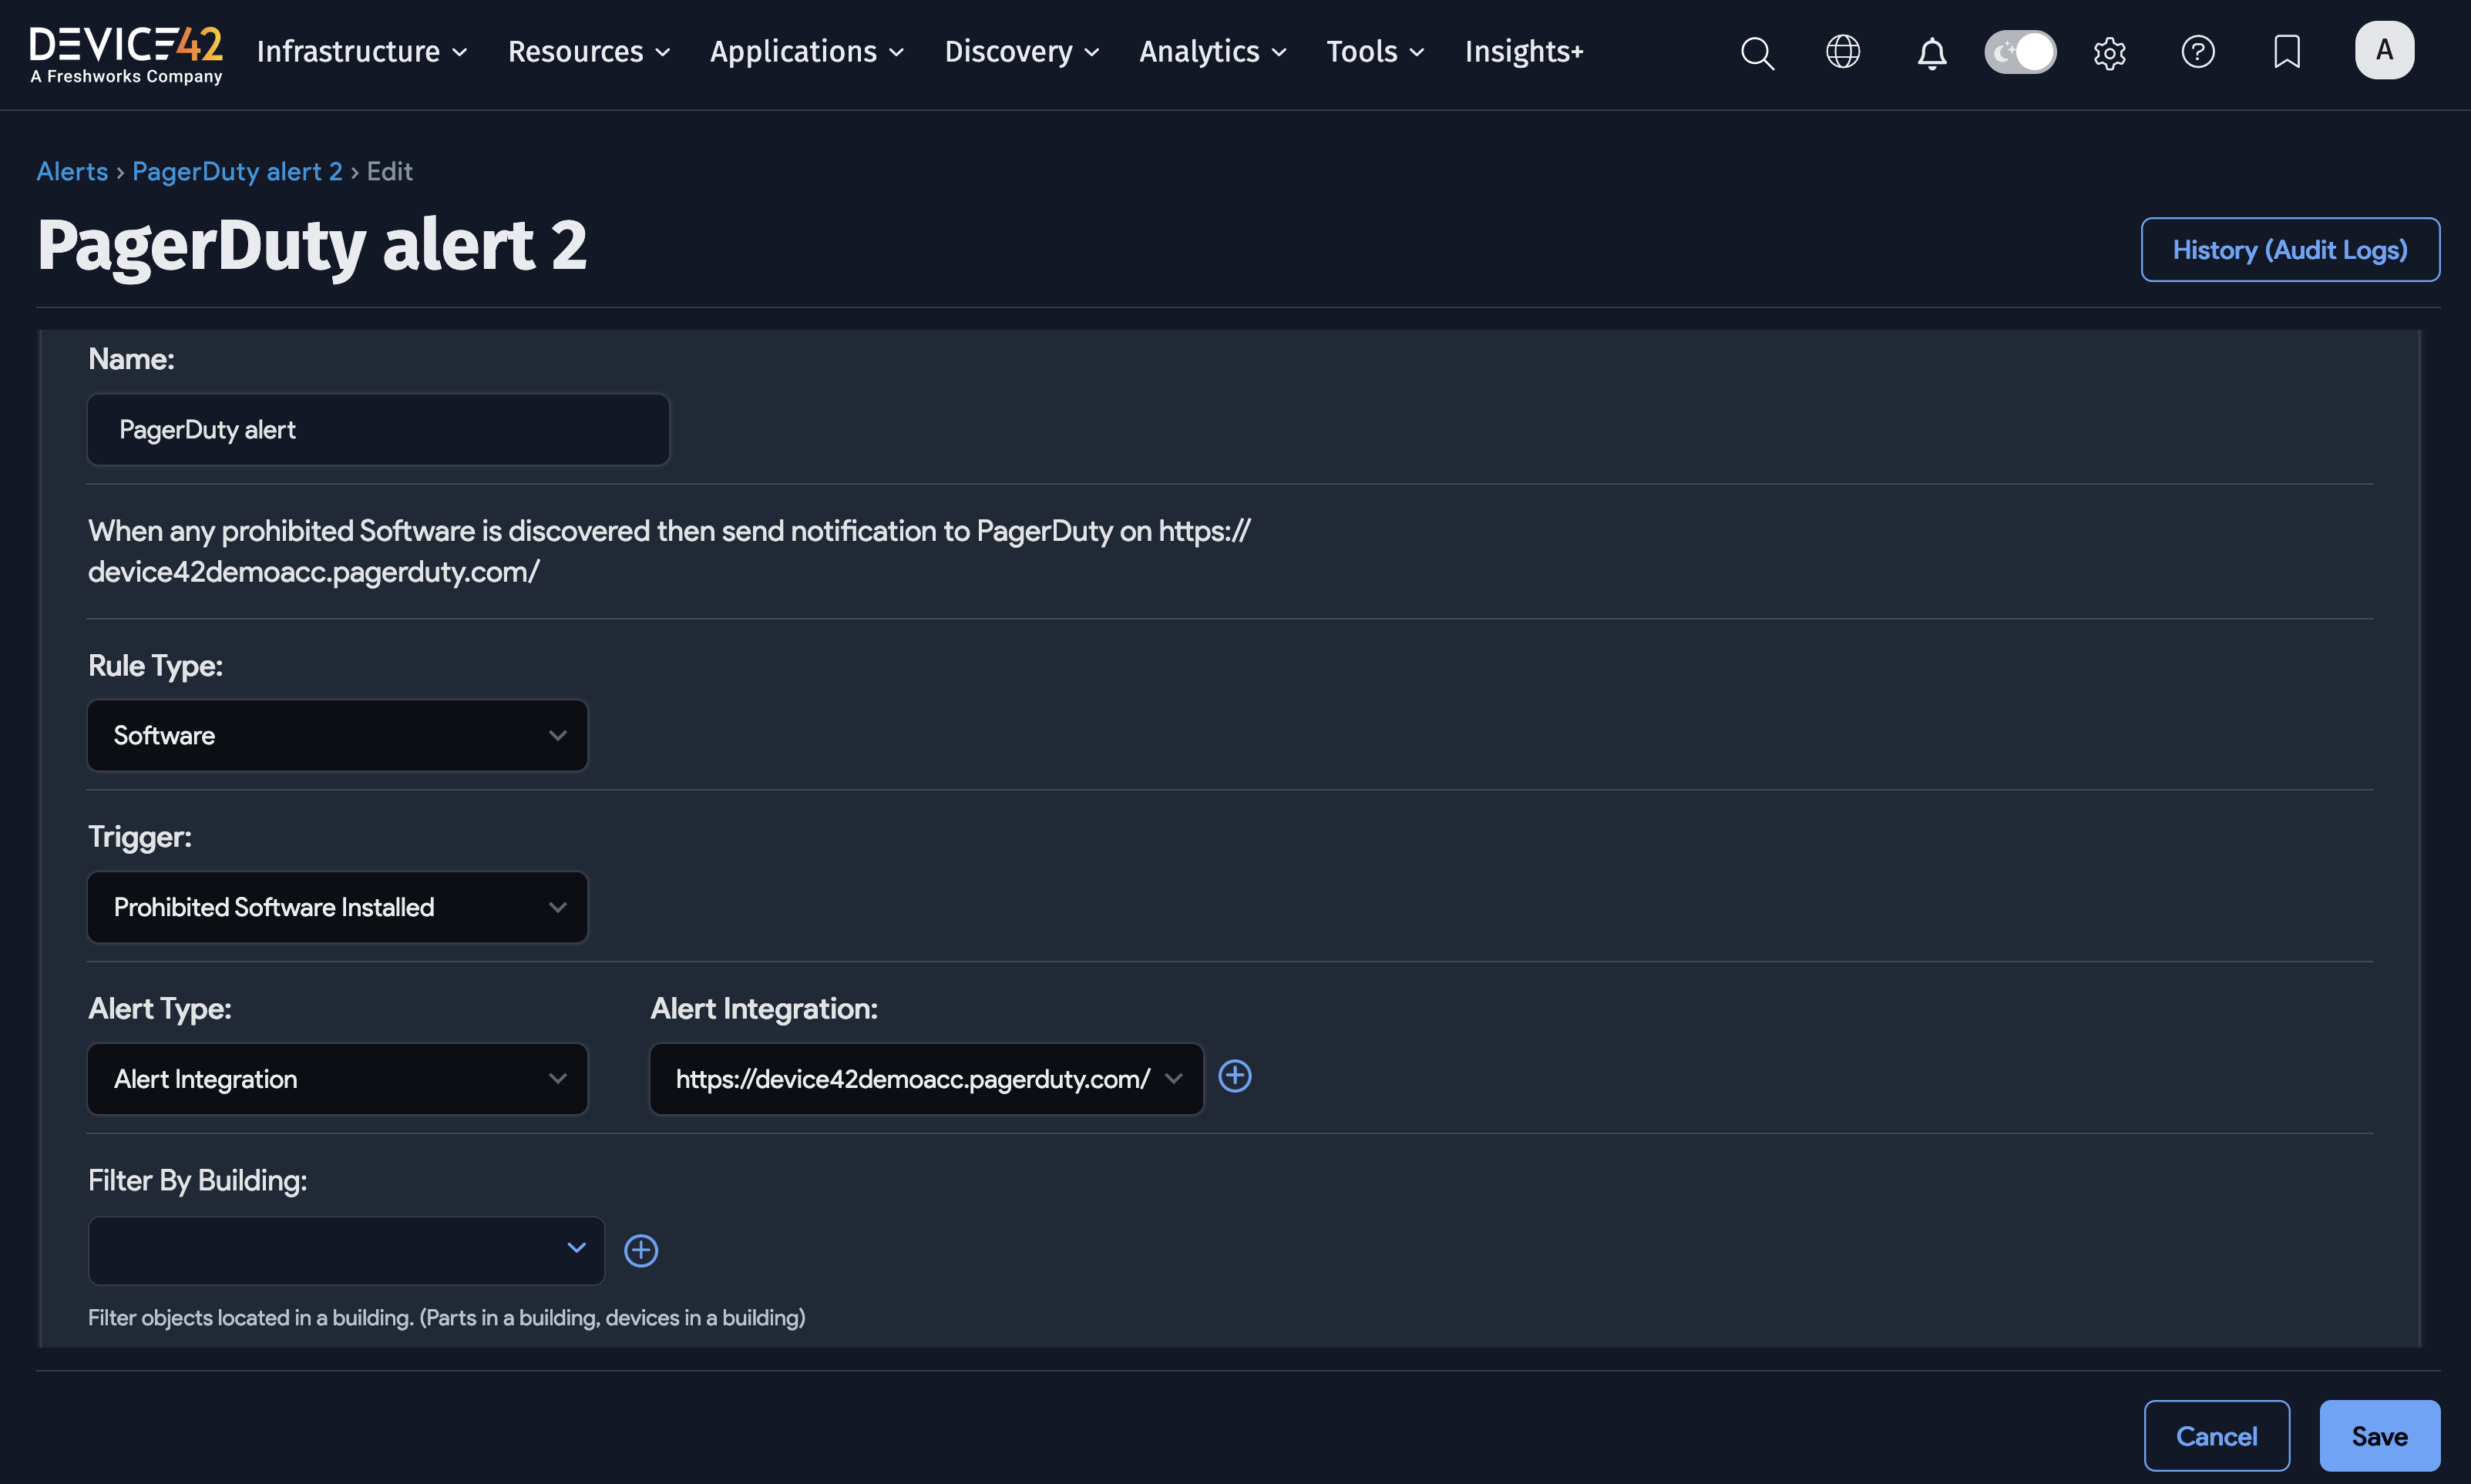 DEVICE42
A Freshworks Company
Infrastructure
Resources
Applications
Discovery
Analytics
Tools
Insights+
?
A
Alerts › PagerDuty alert 2 › Edit
PagerDuty alert 2
History (Audit Logs)
Name:
PagerDuty alert
When any prohibited Software is discovered then send notification to PagerDuty on https://
device42demoacc.pagerduty.com/
Rule Type:
Software
Trigger:
Prohibited Software Installed
Alert Type:
Alert Integration:
Alert Integration
https://device42demoacc.pagerduty.com/
Filter By Building:
Filter objects located in a building. (Parts in a building, devices in a building)
Cancel
Save